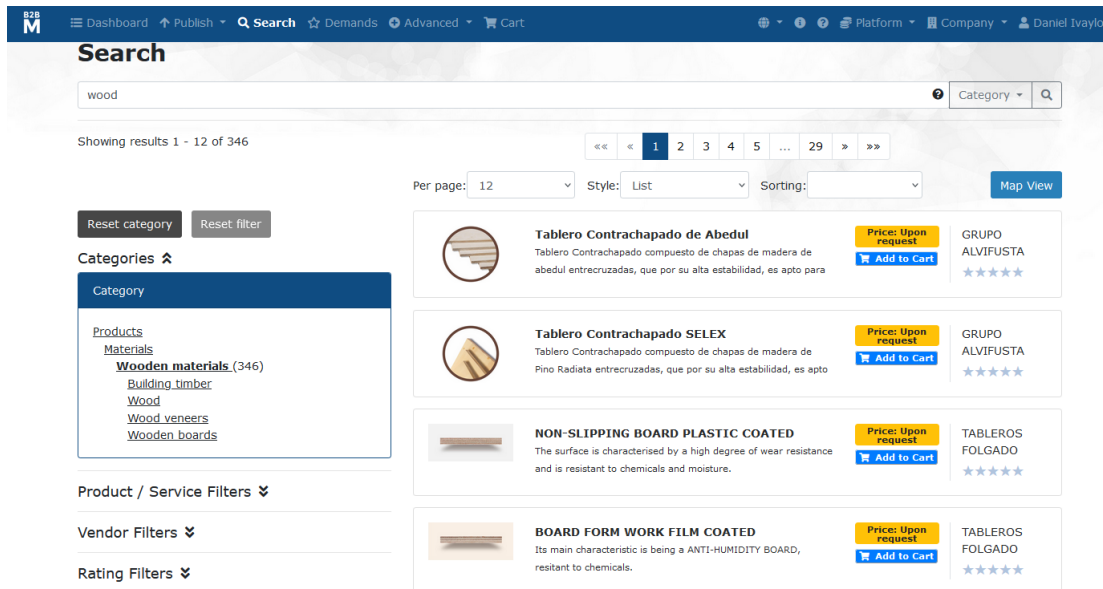 B2B
M
Dashboard Publish Search Demands Advanced Cart Platform Company Daniel Ivaylo
Search
wood
Category
Showing results 1 - 12 of 346
«« « 1 2 3 4 5 ... 29 » »»
Per page: 12 Style: List Sorting:
Map View
Reset category Reset filter
Categories
Category
Products
Materials
Wooden materials (346)
Building timber
Wood
Wood veneers
Wooden boards
Product / Service Filters
Vendor Filters
Rating Filters
Tablero Contrachapado de Abedul
Tablero Contrachapado compuesto de chapas de madera de
abedul entrecruzadas, que por su alta estabilidad, es apto para
Price: Upon
request
Add to Cart
GRUPO
ALVIFUSTA
Tablero Contrachapado SELEX
Tablero Contrachapado compuesto de chapas de madera de
Pino Radiata entrecruzadas, que por su alta estabilidad, es apto
Price: Upon
request
Add to Cart
GRUPO
ALVIFUSTA
NON-SLIPPING BOARD PLASTIC COATED
The surface is characterised by a high degree of wear resistance
and is resistant to chemicals and moisture.
Price: Upon
request
Add to Cart
TABLEROS
FOLGADO
BOARD FORM WORK FILM COATED
Its main characteristic is being a ANTI-HUMIDITY BOARD,
resitant to chemicals.
Price: Upon
request
Add to Cart
TABLEROS
FOLGADO